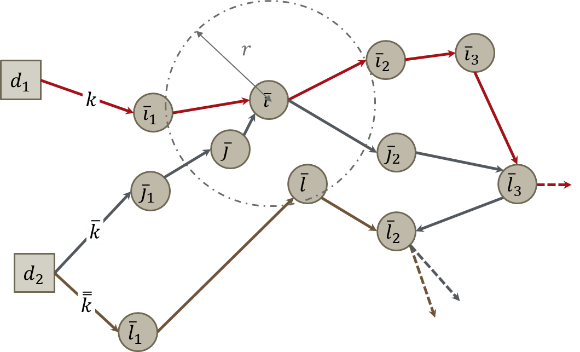 r
ī₂
ī₃
d₁
k
ī₁
ī
j̄
j̄₂
j̄₁
l̄
l̄₃
k̄
l̄₂
d₂
k̿
l̄₁